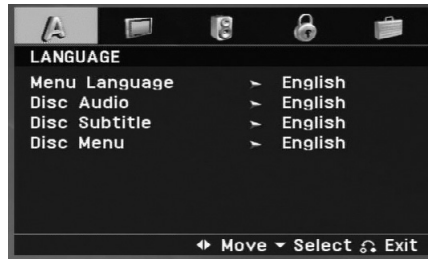 A
LANGUAGE
Menu Language ➣ English
Disc Audio ➣ English
Disc Subtitle ➣ English
Disc Menu ➣ English
Move Select Exit